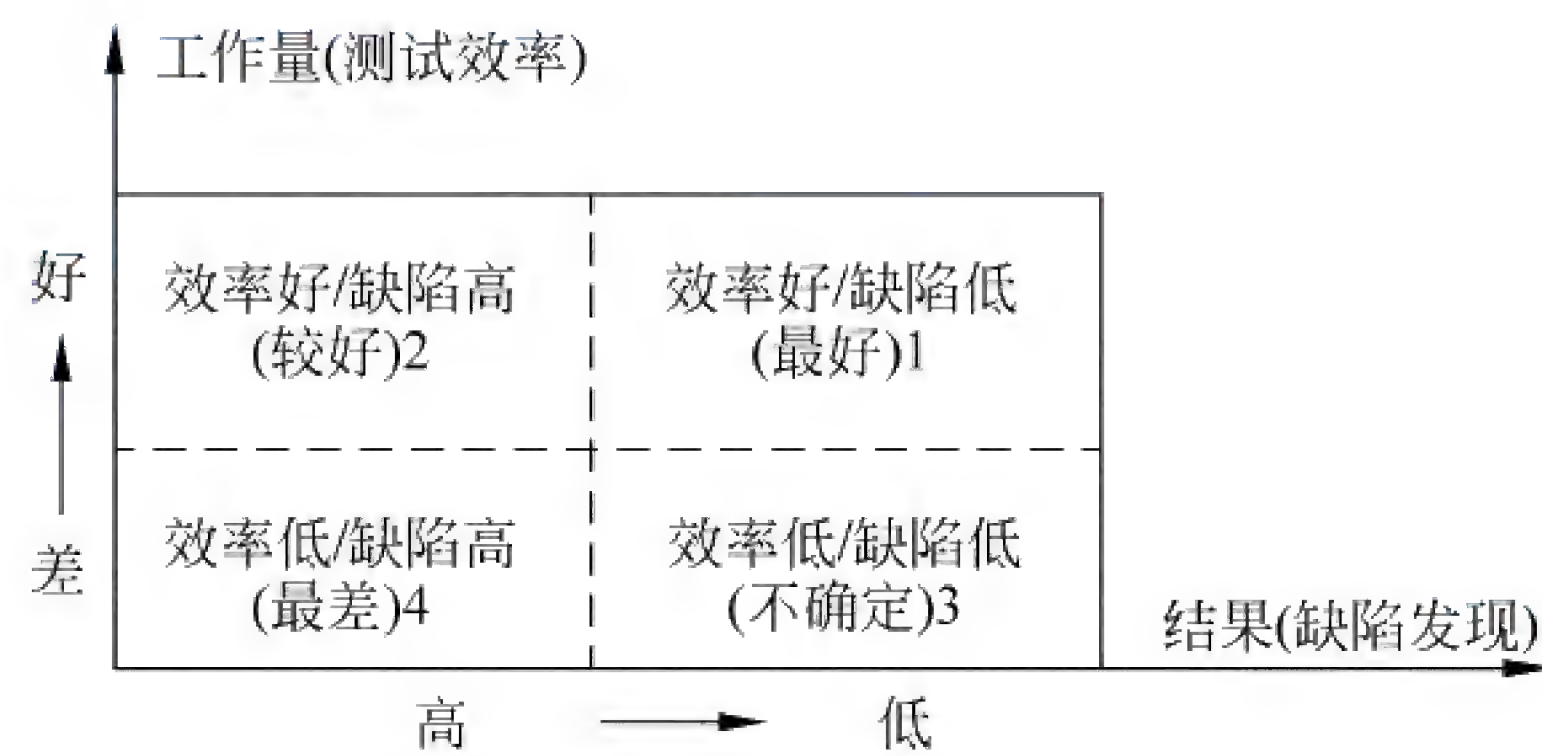 工作量(测试效率)
好
效率好/缺陷高
(较好)2
效率好/缺陷低
(最好)1
差
效率低/缺陷高
(最差)4
效率低/缺陷低
(不确定)3
结果(缺陷发现)
高
低